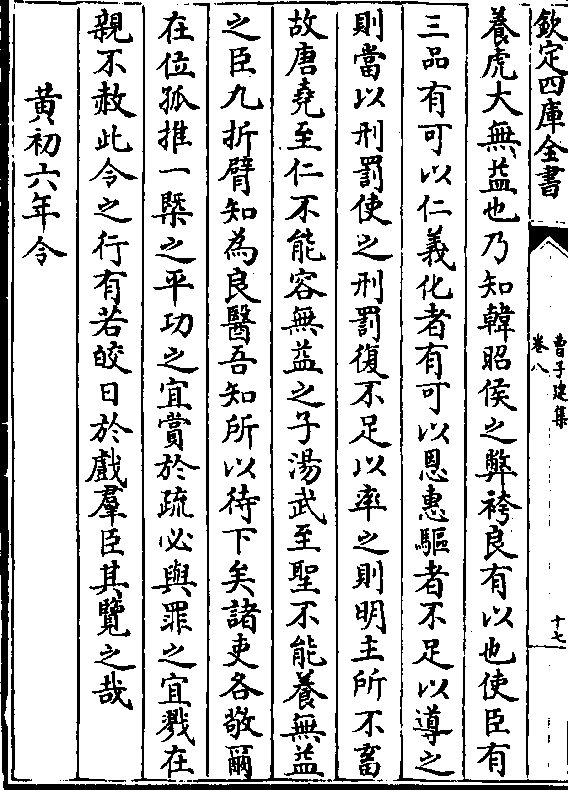 欽定四庫全書
曹子建集
卷八
十七
養虎大無益也乃知韓昭侯之弊袴良有以也使臣有
三品有可以仁義化者有可以恩惠驅者不足以導之
則當以刑罰使之刑罰復不足以率之則明主所不畜
故唐堯至仁不能容無益之子湯武至聖不能養無益
之臣九折臂知為良醫吾知所以待下矣諸吏各敬爾
在位孤推一槩之平功之宜賞於疏必與罪之宜戮在
親不赦此令之行有若皎日於戲羣臣其覽之哉
黃初六年令